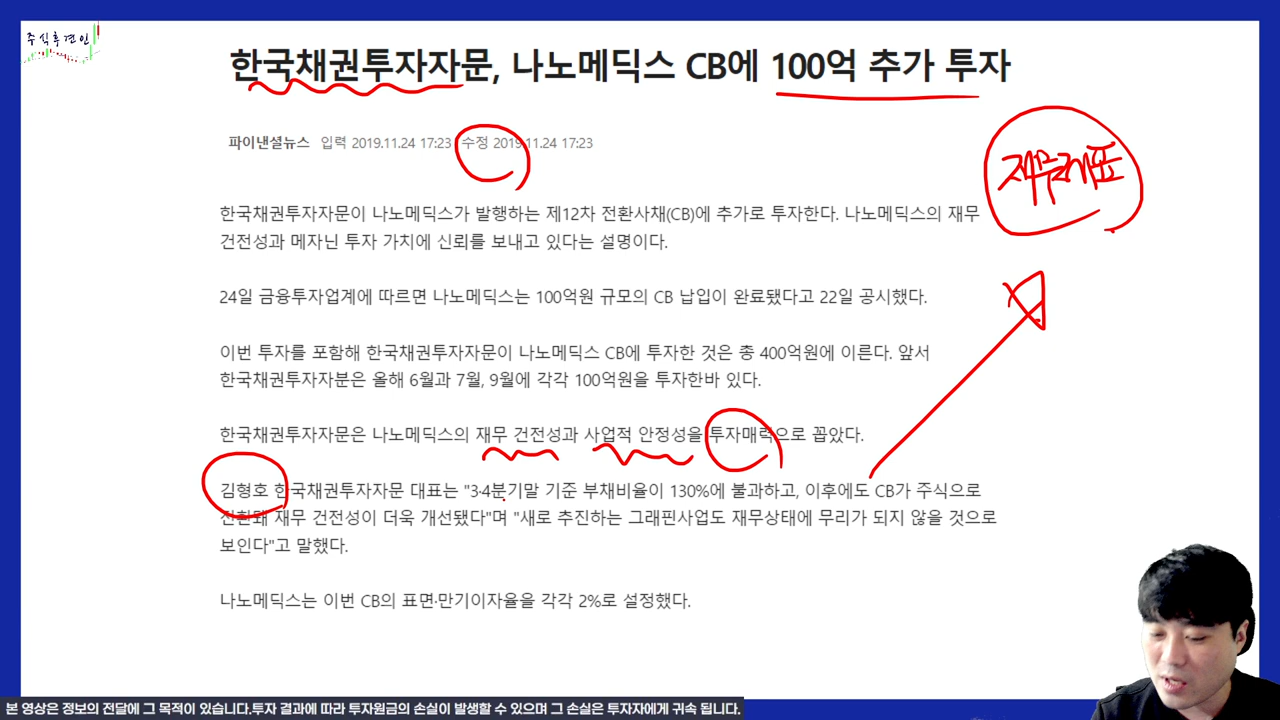 주식후견인
한국채권투자자문, 나노메딕스 CB에 100억 추가 투자
파이낸셜뉴스 입력 2019.11.24 17:23 수정 2019.11.24 17:23
재무제표
한국채권투자자문이 나노메딕스가 발행하는 제12차 전환사채(CB)에 추가로 투자한다. 나노메딕스의 재무
건전성과 메자닌 투자 가치에 신뢰를 보내고 있다는 설명이다.
24일 금융투자업계에 따르면 나노메딕스는 100억원 규모의 CB 납입이 완료됐다고 22일 공시했다.
이번 투자를 포함해 한국채권투자자문이 나노메딕스 CB에 투자한 것은 총 400억원에 이른다. 앞서
한국채권투자자분은 올해 6월과 7월, 9월에 각각 100억원을 투자한바 있다.
한국채권투자자문은 나노메딕스의 재무 건전성과 사업적 안정성을 투자매력으로 꼽았다.
김형호 한국채권투자자문 대표는 "3·4분기말 기준 부채비율이 130%에 불과하고, 이후에도 CB가 주식으로
전환돼 재무 건전성이 더욱 개선됐다"며 "새로 추진하는 그래핀사업도 재무상태에 무리가 되지 않을 것으로
보인다"고 말했다.
나노메딕스는 이번 CB의 표면·만기이자율을 각각 2%로 설정했다.
본 영상은 정보의 전달에 그 목적이 있습니다.투자 결과에 따라 투자원금의 손실이 발생할 수 있으며 그 손실은 투자자에게 귀속 됩니다.